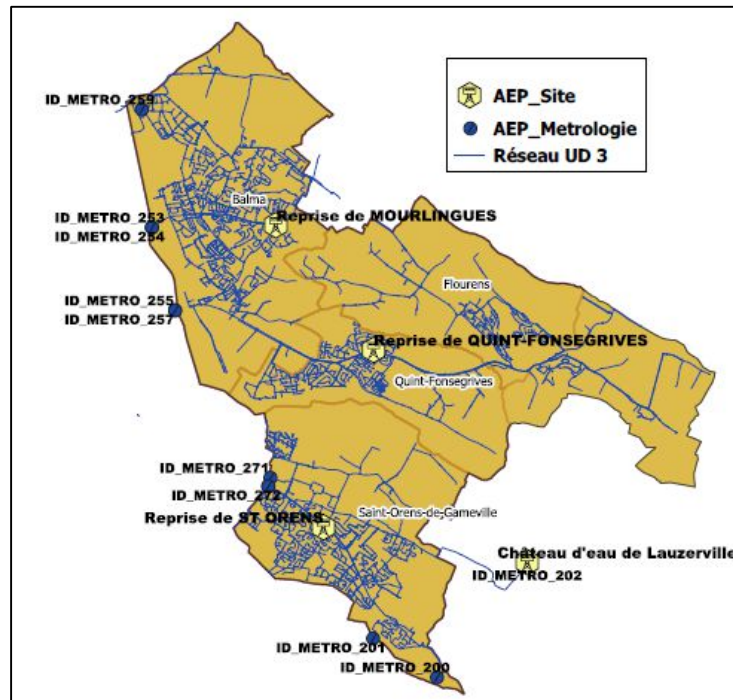 AEP_Site
AEP_Metrologie
Réseau UD 3
ID_METRO_259
Balma
ID_METRO_253
Reprise de MOURLINGUES
ID_METRO_254
Flourens
ID_METRO_255
ID_METRO_257
Reprise de QUINT-FONSEGRIVES
Quint-Fonsegrives
ID_METRO_271
ID_METRO_272
Saint-Orens-de-Gameville
Reprise de ST ORENS
Château d'eau de Lauzerville
ID_METRO_202
ID_METRO_201
ID_METRO_200